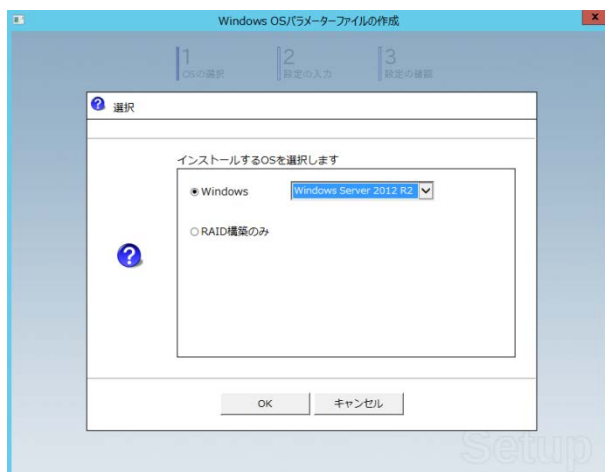 Windows OSパラメーターファイルの作成
x
1 2 3
OSの選択 設定の入力 設定の確認
選択
インストールするOSを選択します
Windows Windows Server 2012 R2
RAID構築のみ
OK キャンセル
Setup